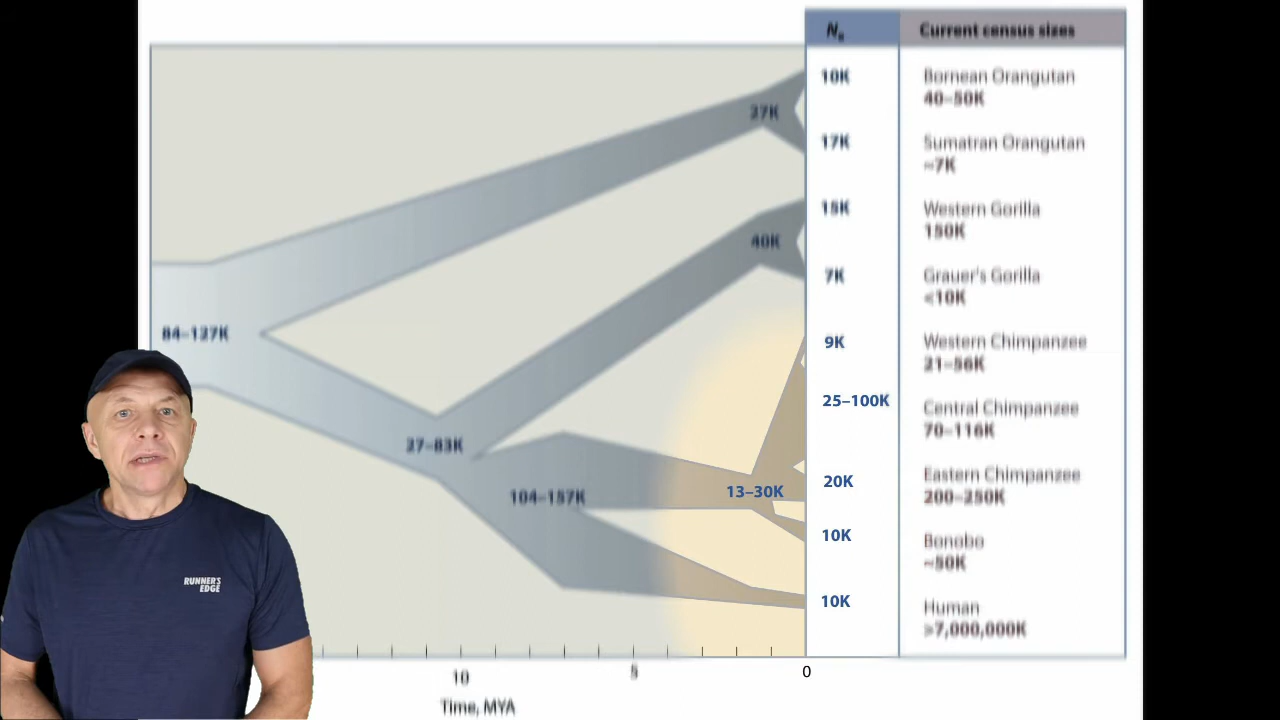 Ne
Current census sizes
10K
Bornean Orangutan
40–50K
17K
Sumatran Orangutan
~7K
15K
Western Gorilla
150K
7K
Grauer's Gorilla
<10K
9K
Western Chimpanzee
21–56K
25–100K
Central Chimpanzee
70–116K
20K
Eastern Chimpanzee
200–250K
10K
Bonobo
~50K
10K
Human
>7,000,000K
37K
40K
84–127K
27–83K
104–157K
13–30K
10
5
0
Time, MYA
RUNNER'S
EDGE